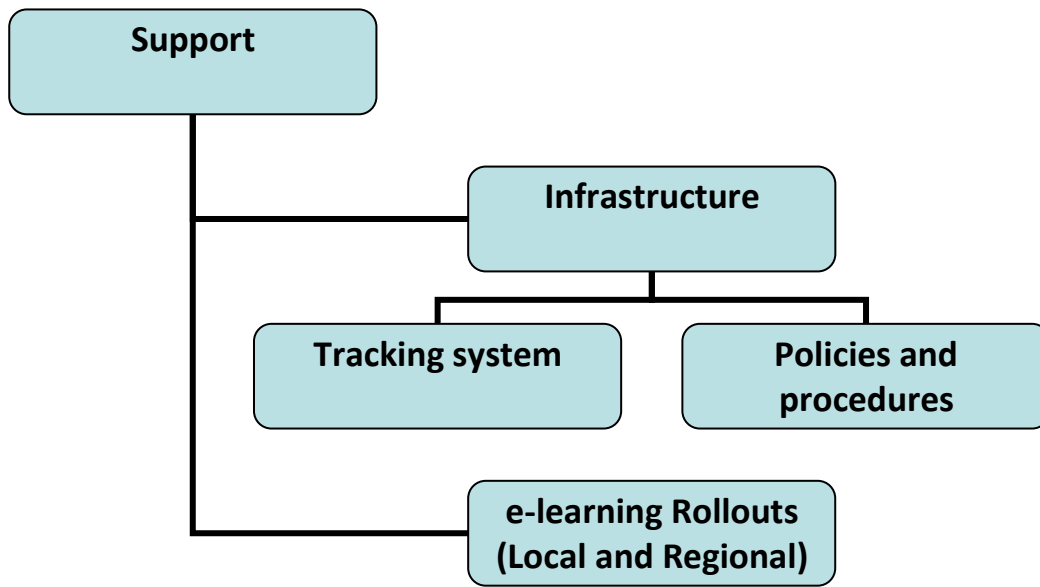 Support
Infrastructure
Tracking system
Policies and
procedures
e-learning Rollouts
(Local and Regional)